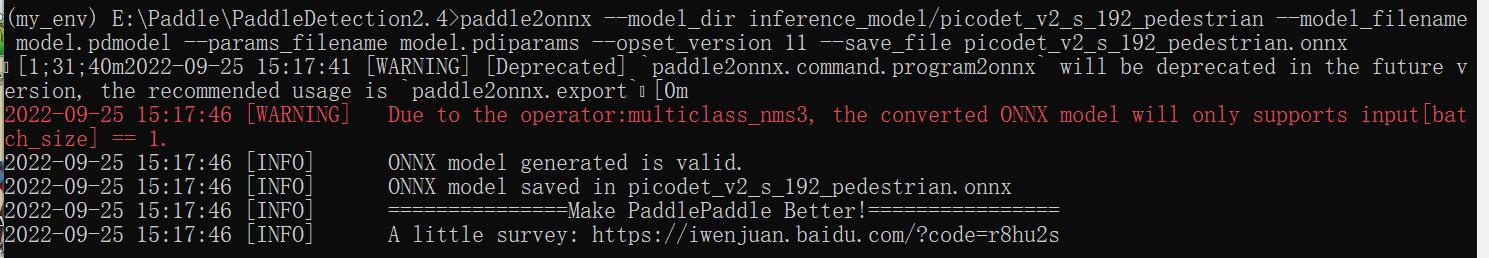 (my_env) E:\Paddle\PaddleDetection2.4>paddle2onnx --model_dir inference_model/picodet_v2_s_192_pedestrian --model_filename
 model.pdmodel --params_filename model.pdiparams --opset_version 11 --save_file picodet_v2_s_192_pedestrian.onnx
[1;31;40m2022-09-25 15:17:41 [WARNING] [Deprecated] `paddle2onnx.command.program2onnx` will be deprecated in the future v
ersion, the recommended usage is `paddle2onnx.export`[0m
2022-09-25 15:17:46 [WARNING]	Due to the operator:multiclass_nms3, the converted ONNX model will only supports input[bat
ch_size] == 1.
2022-09-25 15:17:46 [INFO]	ONNX model generated is valid.
2022-09-25 15:17:46 [INFO]	ONNX model saved in picodet_v2_s_192_pedestrian.onnx
2022-09-25 15:17:46 [INFO]	===============Make PaddlePaddle Better!================
2022-09-25 15:17:46 [INFO]	A little survey: https://iwenjuan.baidu.com/?code=r8hu2s